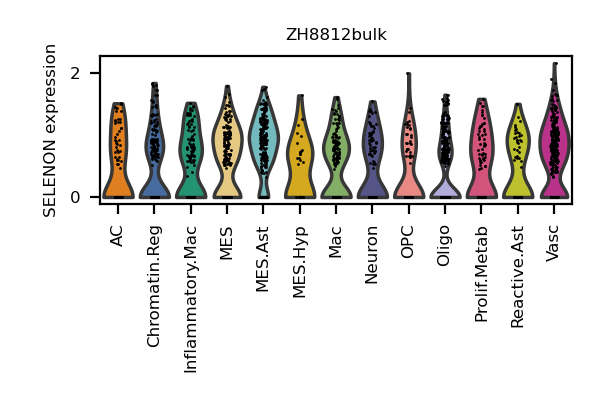 ZH8812bulk
SELENON expression
2
0
AC
Chromatin.Reg
Inflammatory.Mac
MES
MES.Ast
MES.Hyp
Mac
Neuron
OPC
Oligo
Prolif.Metab
Reactive.Ast
Vasc